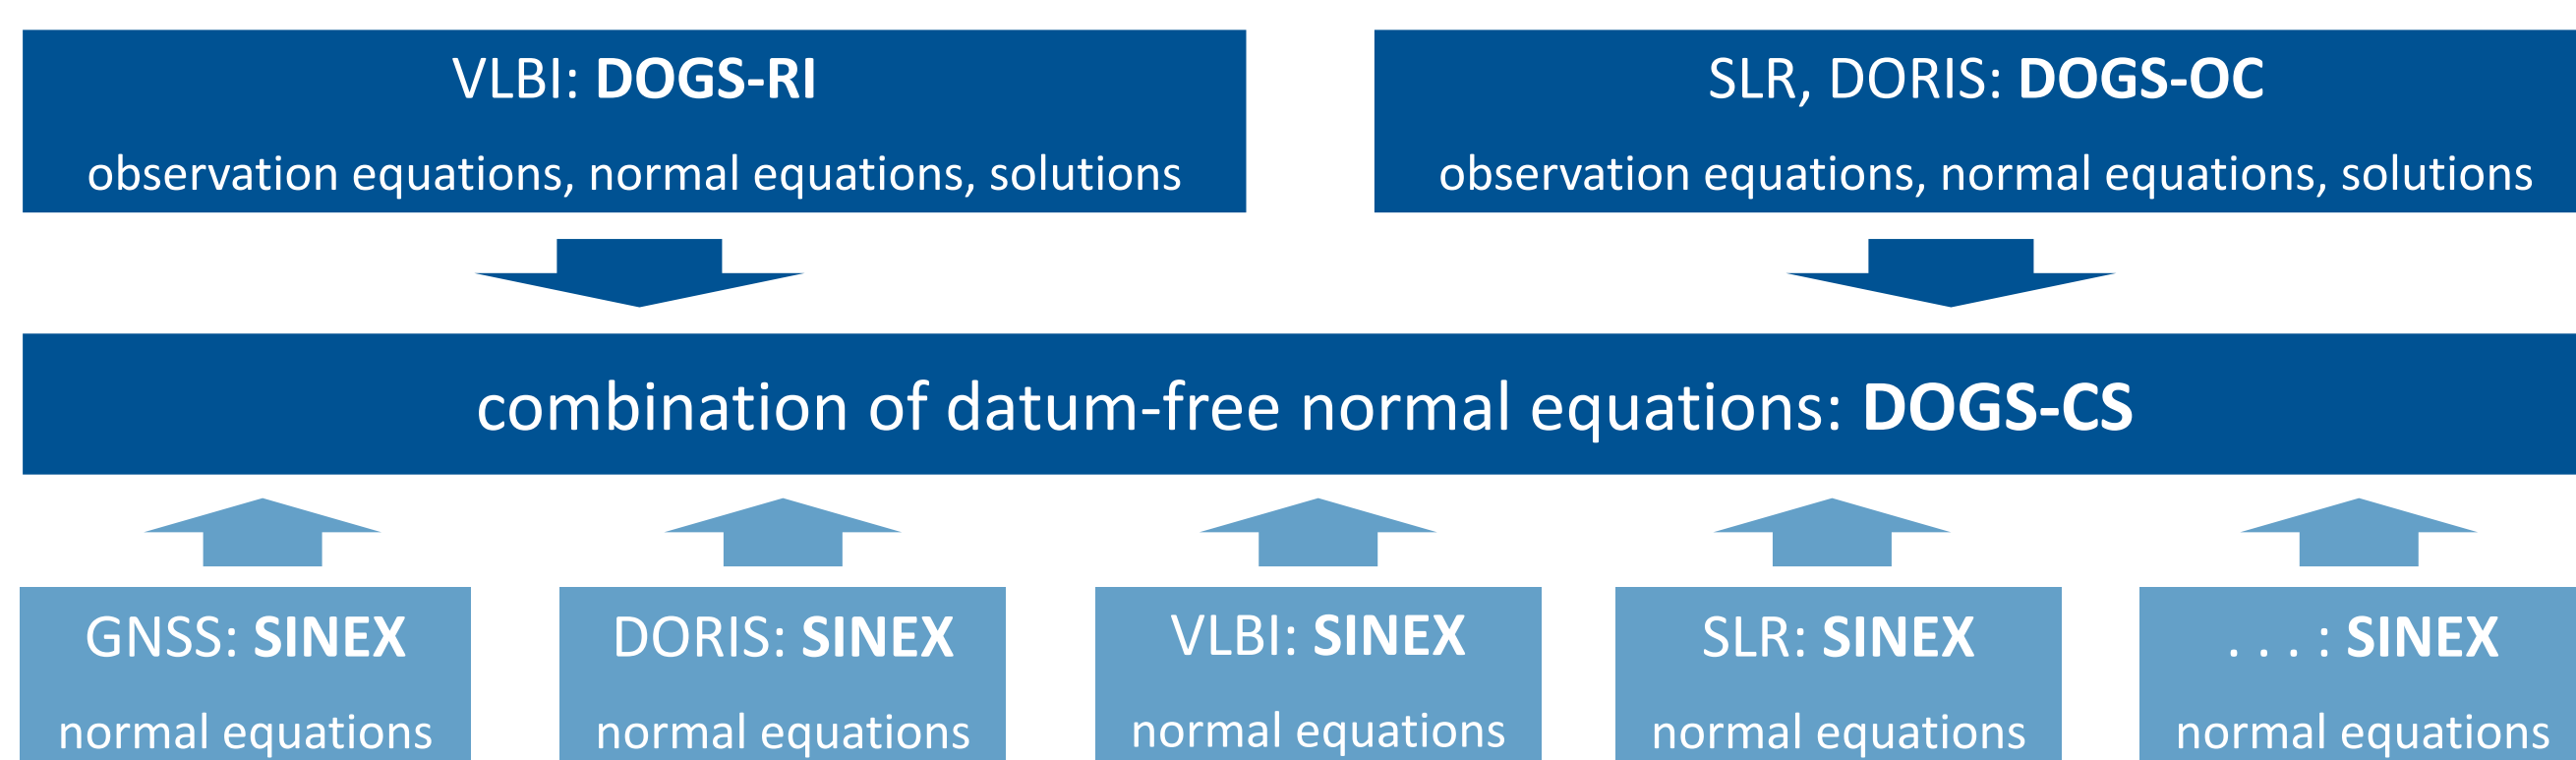 VLBI: DOGS-RI
observation equations, normal equations, solutions
SLR, DORIS: DOGS-OC
observation equations, normal equations, solutions
combination of datum-free normal equations: DOGS-CS
GNSS: SINEX
normal equations
DORIS: SINEX
normal equations
VLBI: SINEX
normal equations
SLR: SINEX
normal equations
. . . : SINEX
normal equations